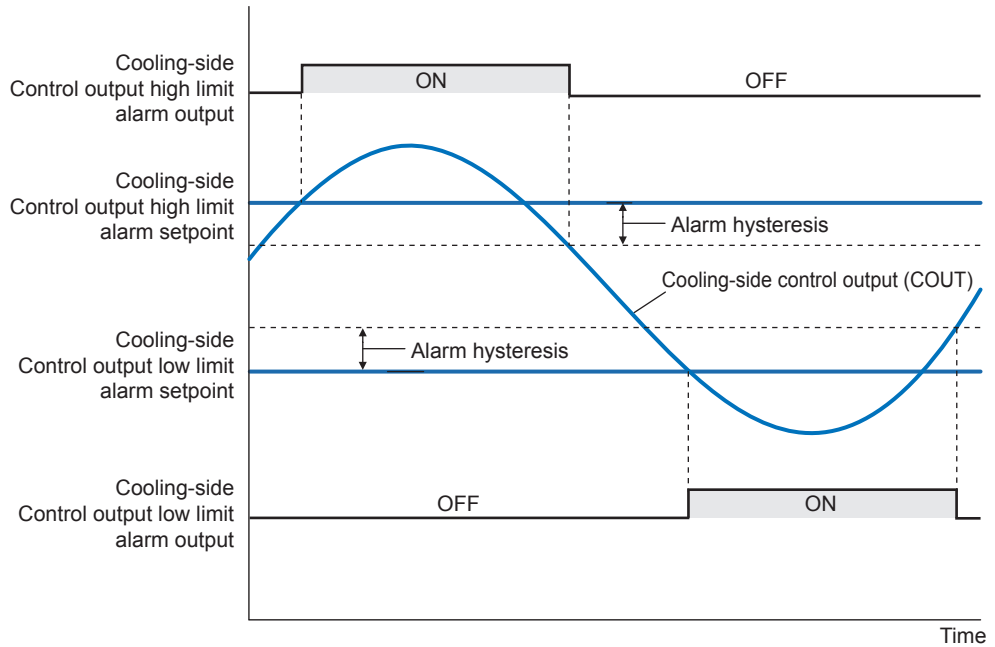 Cooling-side
Control output high limit
alarm output
ON
OFF
Cooling-side
Control output high limit
alarm setpoint
Alarm hysteresis
Cooling-side control output (COUT)
Cooling-side
Control output low limit
alarm setpoint
Alarm hysteresis
Cooling-side
Control output low limit
alarm output
OFF
ON
Time